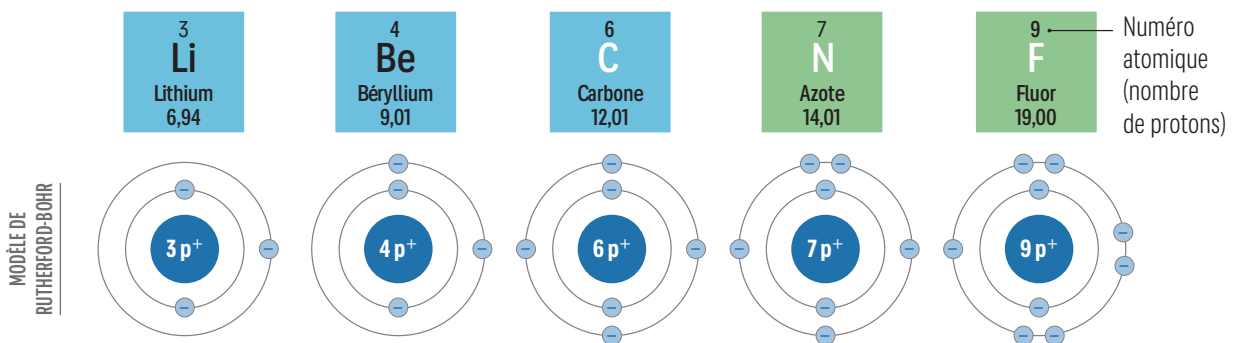 3
Li
Lithium
6,94
4
Be
Béryllium
9,01
6
C
Carbone
12,01
7
N
Azote
14,01
9
F
Fluor
19,00
Numéro
atomique
(nombre
de protons)
MODÈLE DE
RUTHERFORD-BOHR
3 p⁺
4 p⁺
6 p⁺
7 p⁺
9 p⁺